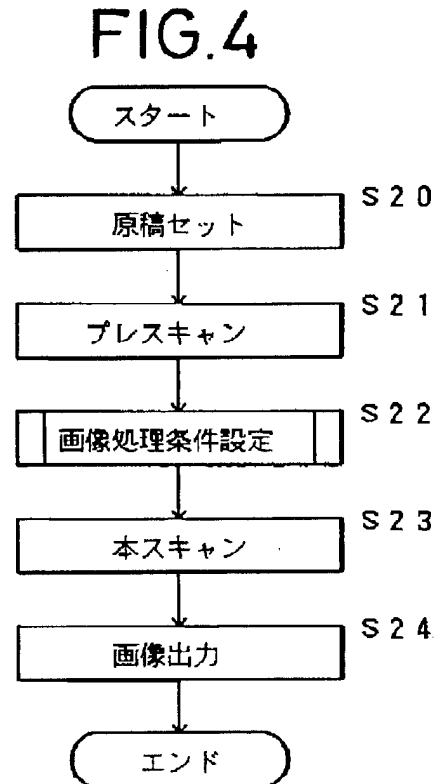 FIG.4
スタート
原稿セット S20
プレスキャン S21
画像処理条件設定 S22
本スキャン S23
画像出力 S24
エンド